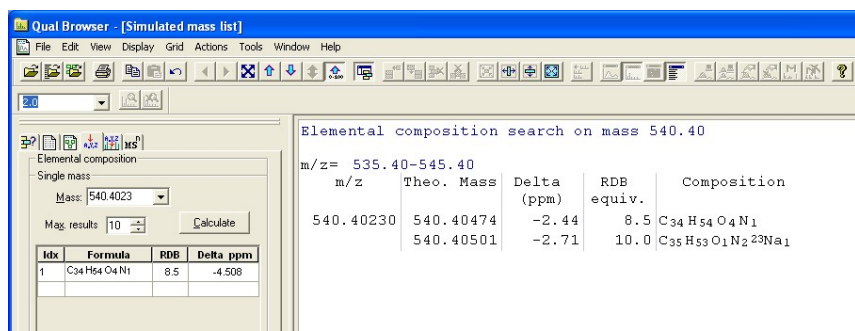 Qual Browser - [Simulated mass list]
File Edit View Display Grid Actions Tools Window Help
2.0
Elemental composition
Single mass
Mass: 540.4023
Max. results 10 Calculate
Idx Formula RDB Delta ppm
1 C34 H54 O4 N1 8.5 -4.508
Elemental composition search on mass 540.40
m/z= 535.40-545.40
m/z Theo. Mass Delta RDB Composition
(ppm) equiv.
540.40230 540.40474 -2.44 8.5 C34 H54 O4 N1
540.40501 -2.71 10.0 C35 H53 O1 N2 23Na1